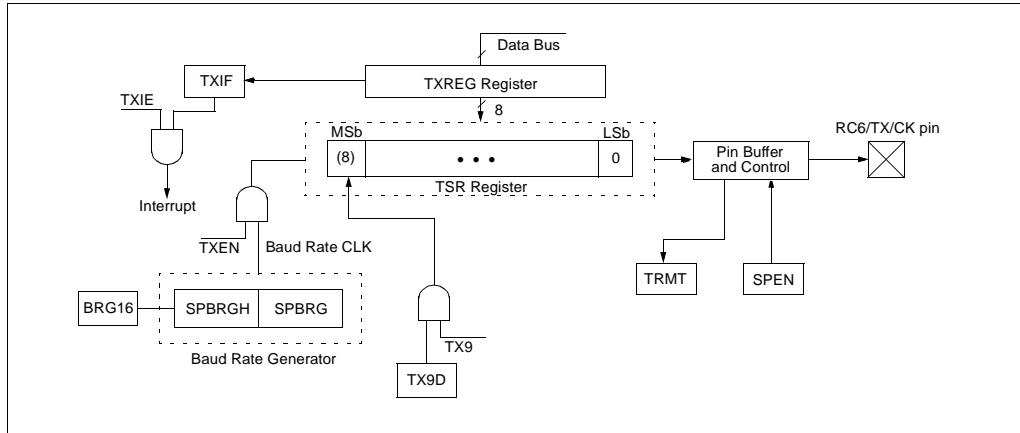 Data Bus
TXIF
TXREG Register
TXIE
8
MSb
LSb
RC6/TX/CK pin
(8)
• • •
0
Pin Buffer
and Control
TSR Register
Interrupt
TXEN
Baud Rate CLK
TRMT
SPEN
BRG16
SPBRGH
SPBRG
TX9
Baud Rate Generator
TX9D